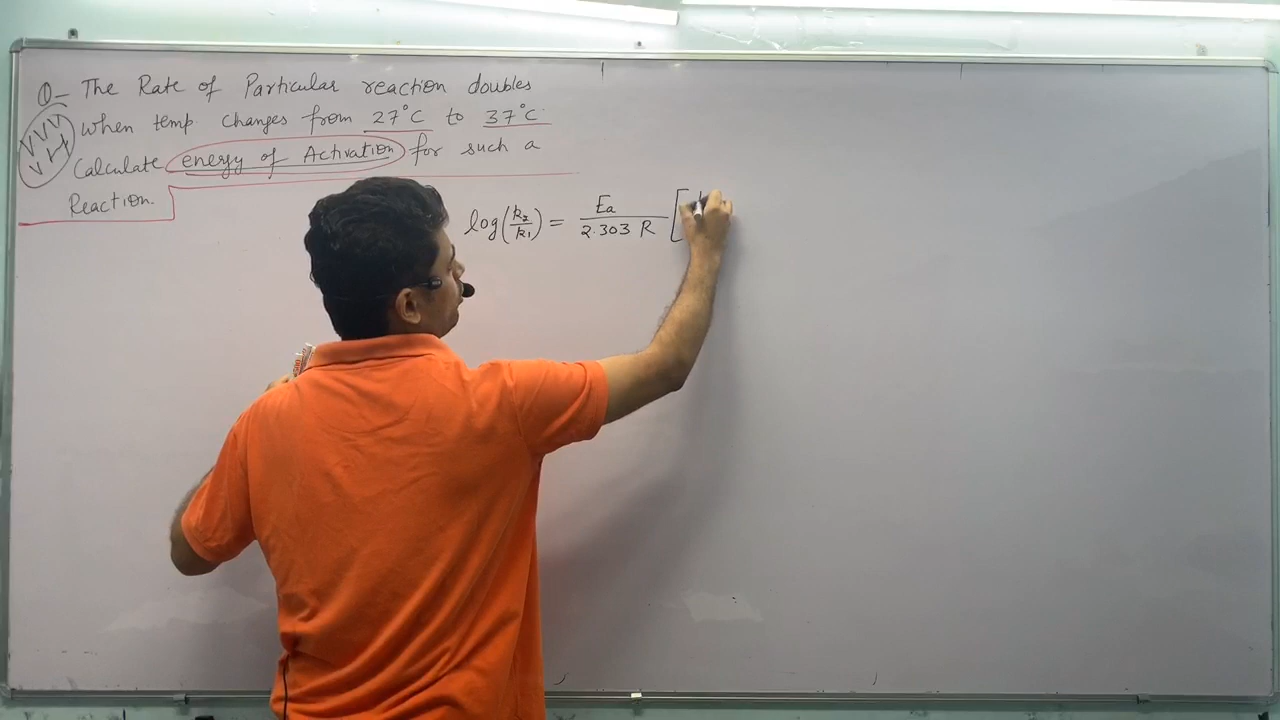 Q- The Rate of Particular reaction doubles
VVV when temp. changes from 27°C to 37°C.
V Calculate energy of Activation for such a
Reaction.
log(k₂/k₁) = Ea/2.303 R [